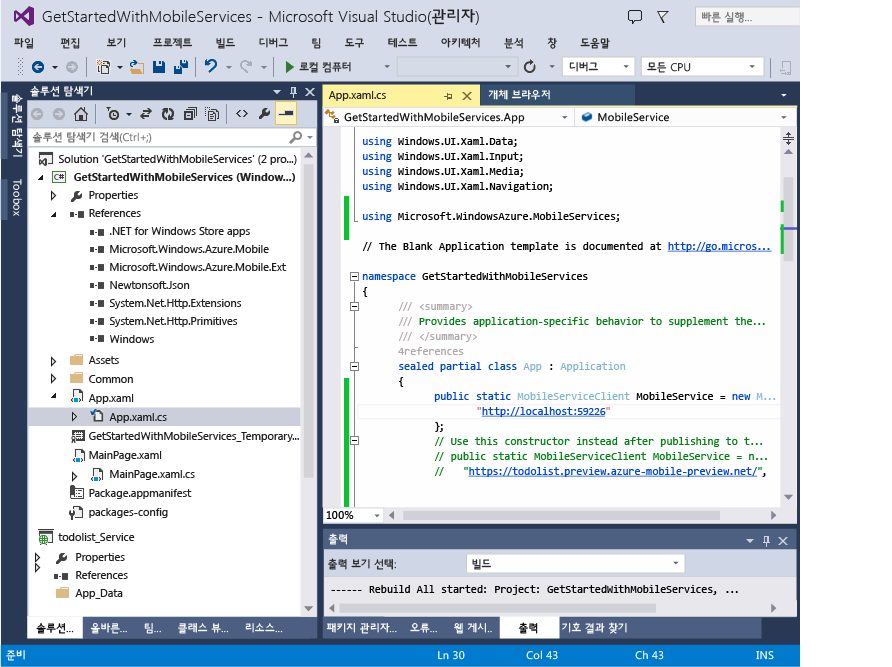 GetStartedWithMobileServices - Microsoft Visual Studio(관리자)
빠른 실행...
파일 편집 보기 프로젝트 빌드 디버그 팀 도구 테스트 아키텍처 분석 창 도움말
로컬 컴퓨터 디버그 모든 CPU
솔루션 탐색기
Toobox
솔루션 탐색기
솔루션 탐색기 검색(Ctrl+;)
Solution 'GetStartedWithMobileServices' (2 pro...)
C# GetStartedWithMobileServices (Window...)
Properties
References
.NET for Windows Store apps
Microsoft.Windows.Azure.Mobile
Microsoft.Windows.Azure.Mobile.Ext
Newtonsoft.Json
System.Net.Http.Extensions
System.Net.Http.Primitives
Windows
Assets
Common
App.xaml
App.xaml.cs
GetStartedWithMobileServices_Temporary...
MainPage.xaml
MainPage.xaml.cs
Package.appmanifest
packages-config
todolist_Service
Properties
References
App_Data
솔루션... 올바른... 팀... 클래스 뷰... 리소스...
App.xaml.cs 개체 브라우저
GetStartedWithMobileServices.App MobileService
using Windows.UI.Xaml.Data;
using Windows.UI.Xaml.Input;
using Windows.UI.Xaml.Media;
using Windows.UI.Xaml.Navigation;
using Microsoft.WindowsAzure.MobileServices;
// The Blank Application template is documented at http://go.micros...
namespace GetStartedWithMobileServices
{
/// <summary>
/// Provides application-specific behavior to supplement the...
/// </summary>
4references
sealed partial class App : Application
{
public static MobileServiceClient MobileService = new M...
"http://localhost:59226"
};
// Use this constructor instead after publishing to t...
// public static MobileServiceClient MobileService = n...
// "https://todolist.preview.azure-mobile-preview.net/",
100%
출력
출력 보기 선택: 빌드
------ Rebuild All started: Project: GetStartedWithMobileServices, ...
패키지 관리자... 오류... 웹 게시.. 출력 기호 결과 찾기
준비 Ln 30 Col 43 Ch 43 INS